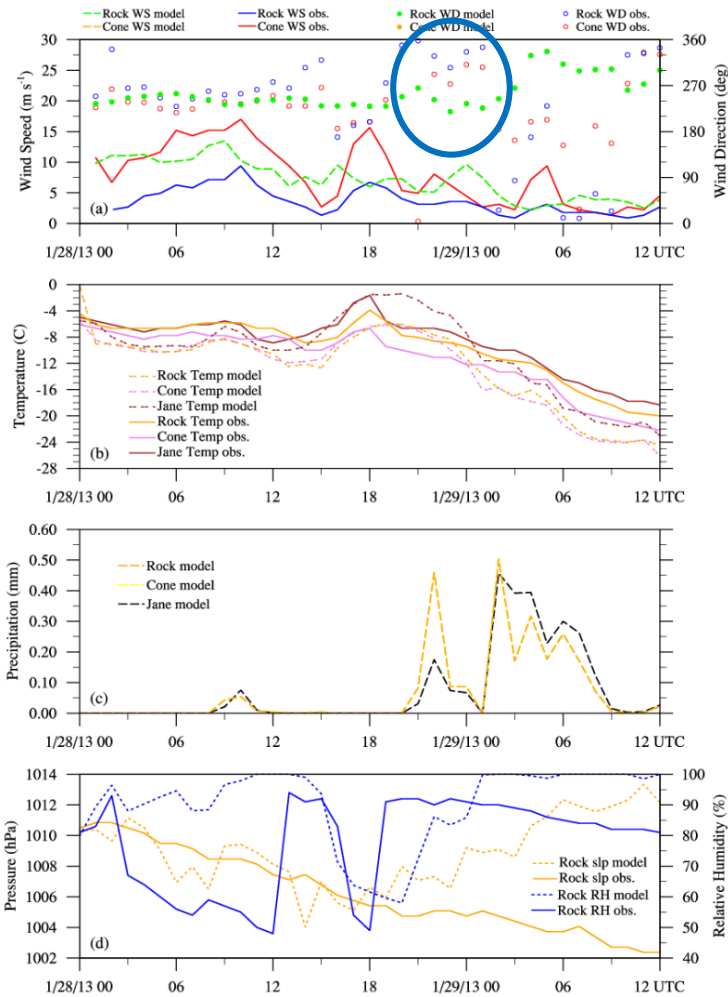 Rock WS model Rock WS obs. Rock WD model Rock WD obs.
Cone WS model Cone WS obs. Cone WD model Cone WD obs.
30 360
25
20 270
15 180
10 90
5
0 0
Wind Speed (m s⁻¹)
Wind Direction (deg)
(a)
1/28/13 00 06 12 18 1/29/13 00 06 12 UTC
0
-4
-8
-12
-16
-20
-24
-28
Temperature (C)
Rock Temp model
Cone Temp model
Jane Temp model
Rock Temp obs.
Cone Temp obs.
Jane Temp obs.
(b)
1/28/13 00 06 12 18 1/29/13 00 06 12 UTC
0.60
0.50
0.40
0.30
0.20
0.10
0.00
Precipitation (mm)
Rock model
Cone model
Jane model
(c)
1/28/13 00 06 12 18 1/29/13 00 06 12 UTC
1014 100
1012 90
1010 80
1008 70
1006 60
1004 50
1002 40
Pressure (hPa)
Relative Humidity (%)
Rock slp model
Rock slp obs.
Rock RH model
Rock RH obs.
(d)
1/28/13 00 06 12 18 1/29/13 00 06 12 UTC